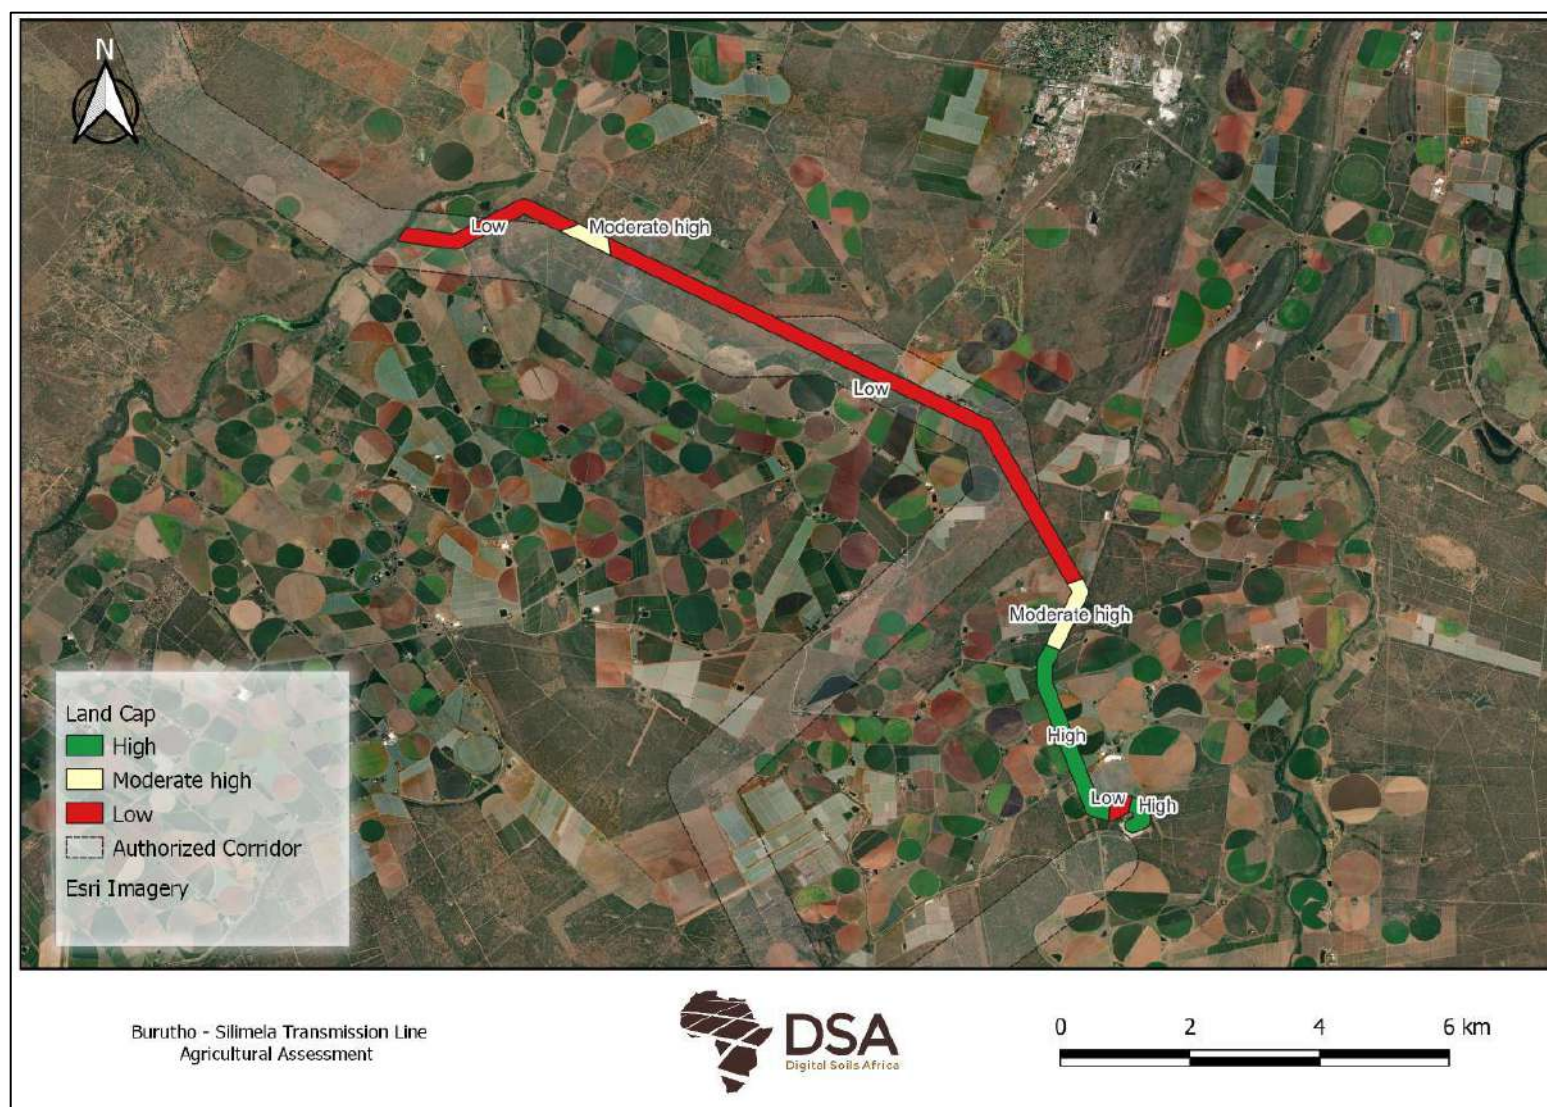 N
Low
Moderate high
Low
Moderate high
High
Low
High
Land Cap
High
Moderate high
Low
Authorized Corridor
Esri Imagery
Burutho - Silimela Transmission Line
Agricultural Assessment
DSA
Digital Soils Africa
0 2 4 6 km